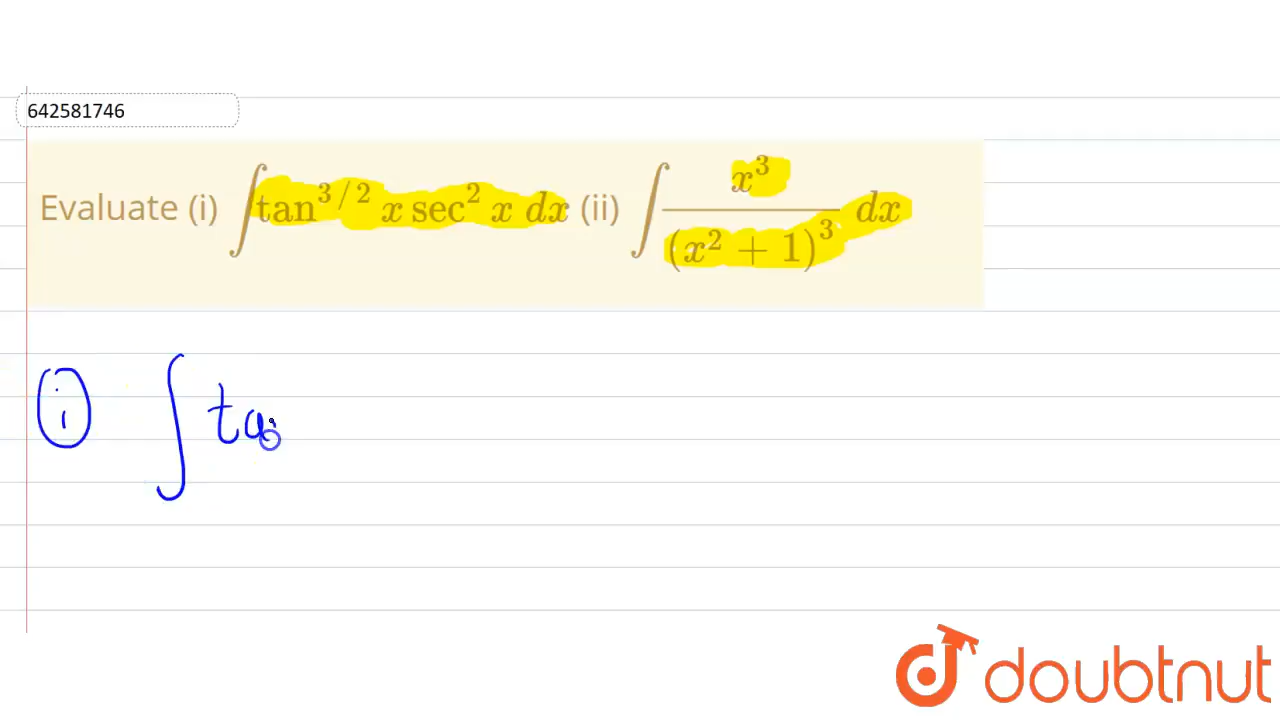 642581746
Evaluate (i) ∫tan^{3/2} x sec^2 x dx (ii) ∫ x^3/(x^2 + 1)^3 dx
(i) ∫ ta
doubtnut